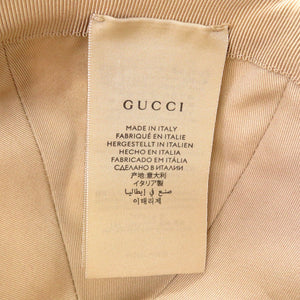 GUCCI
MADE IN ITALY
FABRIQUÉ EN ITALIE
HERGESTELLT IN ITALIEN
HECHO EN ITALIA
FABRICADO EM ITÁLIA
СДЕЛАНО В ИТАЛИИ
产地:意大利
イタリア製
صنع في إيطاليا
이태리제